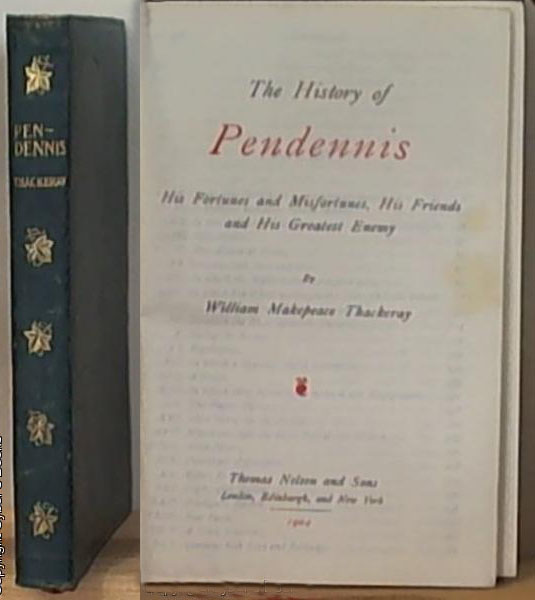 PEN-
DENNIS
THACKERAY
The History of
Pendennis
His Fortunes and Misfortunes, His Friends
and His Greatest Enemy
By
William Makepeace Thackeray
Thomas Nelson and Sons
London, Edinburgh, and New York